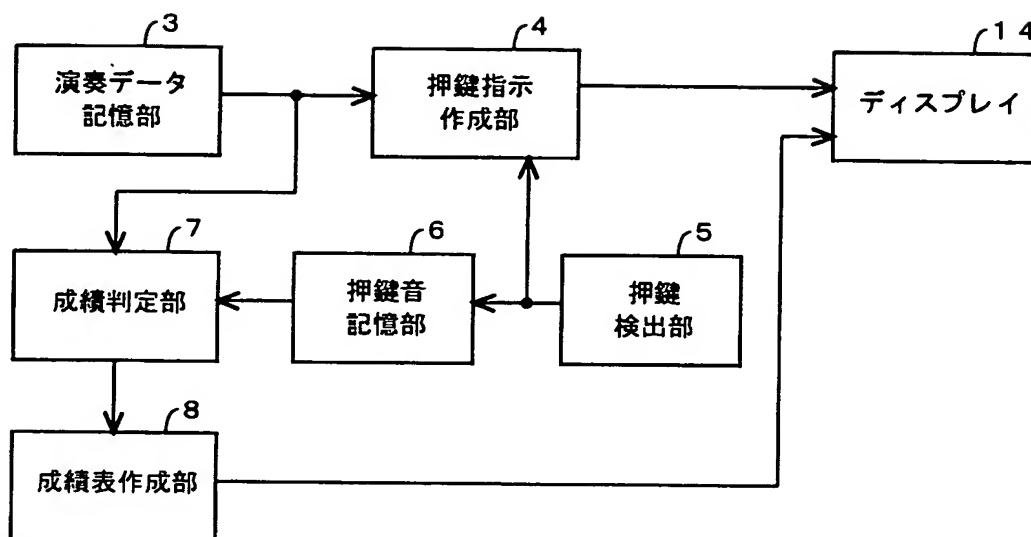 3
演奏データ
記憶部
4
押鍵指示
作成部
14
ディスプレイ
7
成績判定部
6
押鍵音
記憶部
5
押鍵
検出部
8
成績表作成部